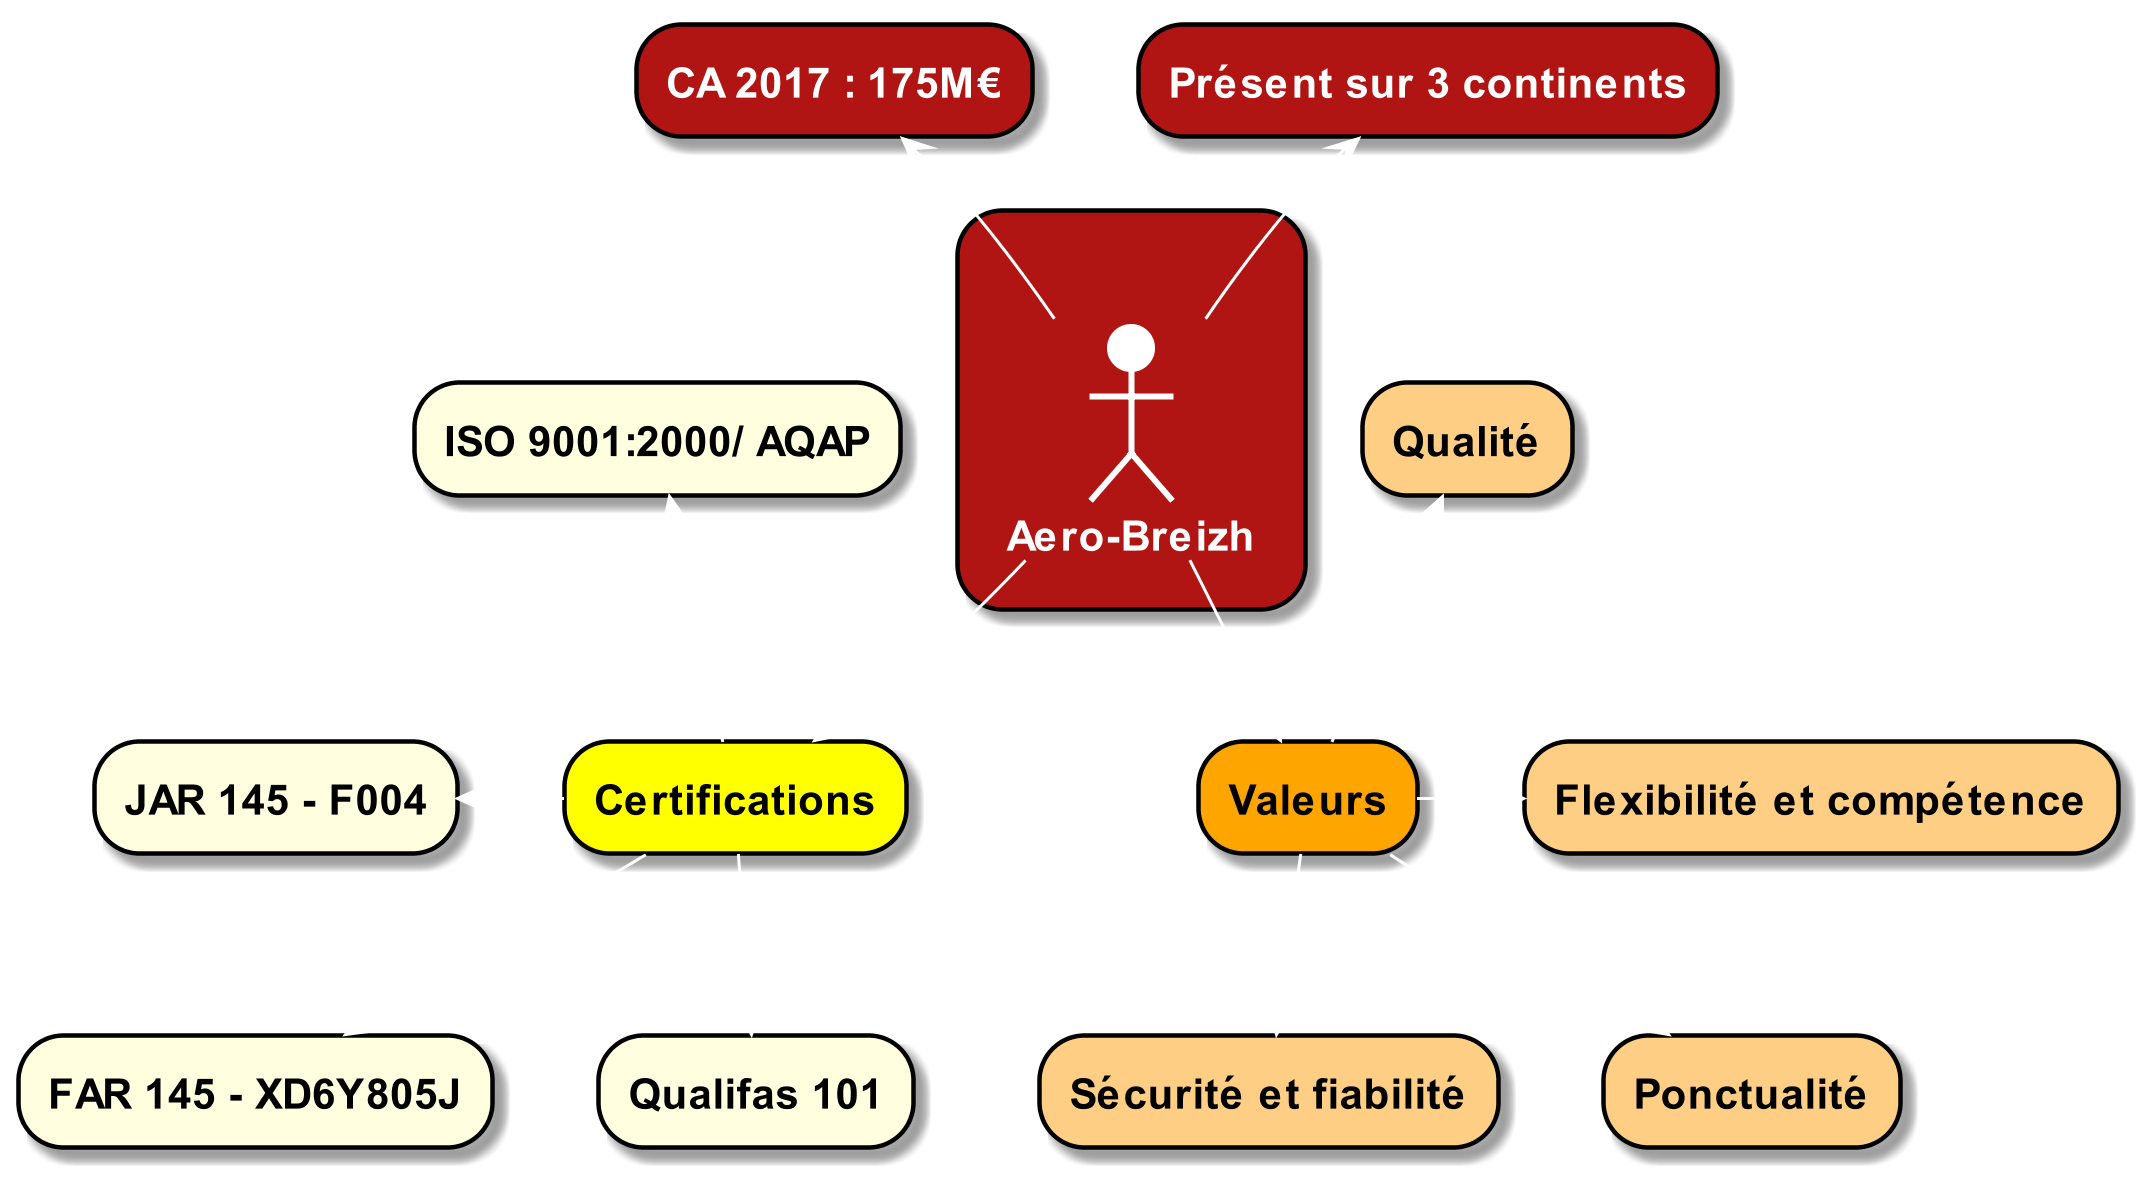 CA 2017 : 175M€
Présent sur 3 continents
ISO 9001:2000/ AQAP
Aero-Breizh
Qualité
JAR 145 - F004
Certifications
Valeurs
Flexibilité et compétence
FAR 145 - XD6Y805J
Qualifas 101
Sécurité et fiabilité
Ponctualité